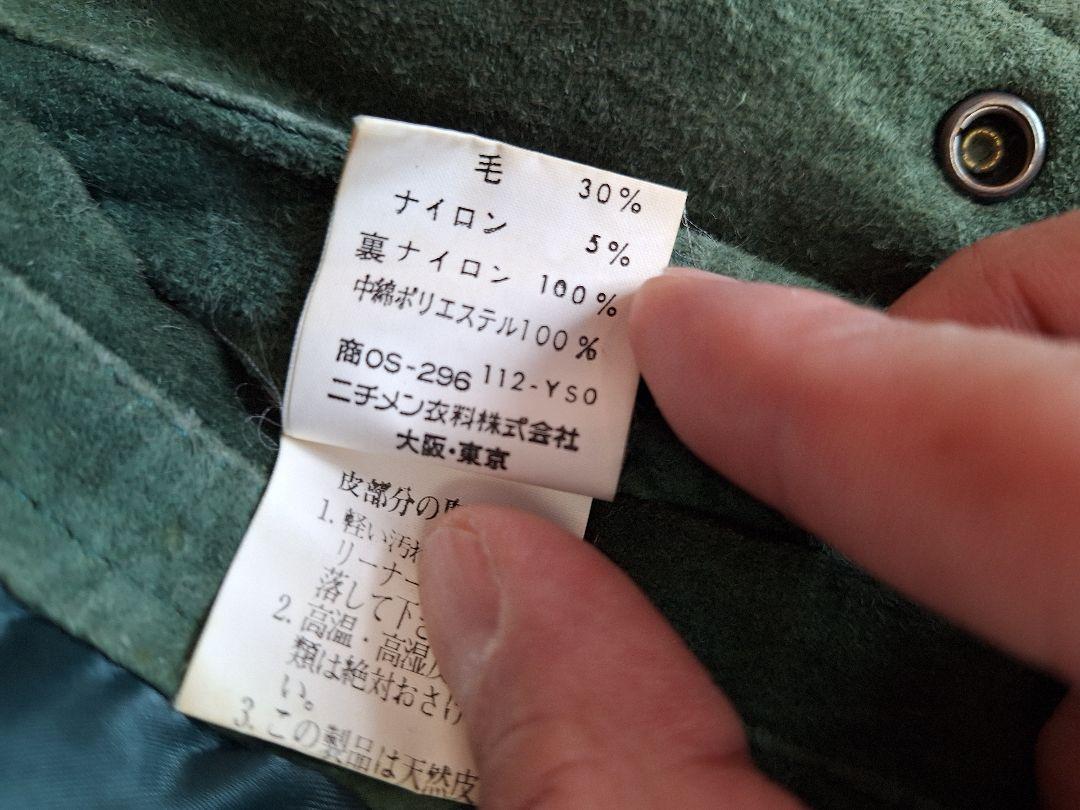 毛 30%
ナイロン 5%
裏ナイロン 100%
中綿ポリエステル100%
商OS-296 112-YSO
ニチメン衣料株式会社
大阪・東京
皮部分の
1. 軽い汚れ
リーナー
落して下さ
2. 高温・高湿
類は絶対おさけ
い。
3. この製品は天然皮